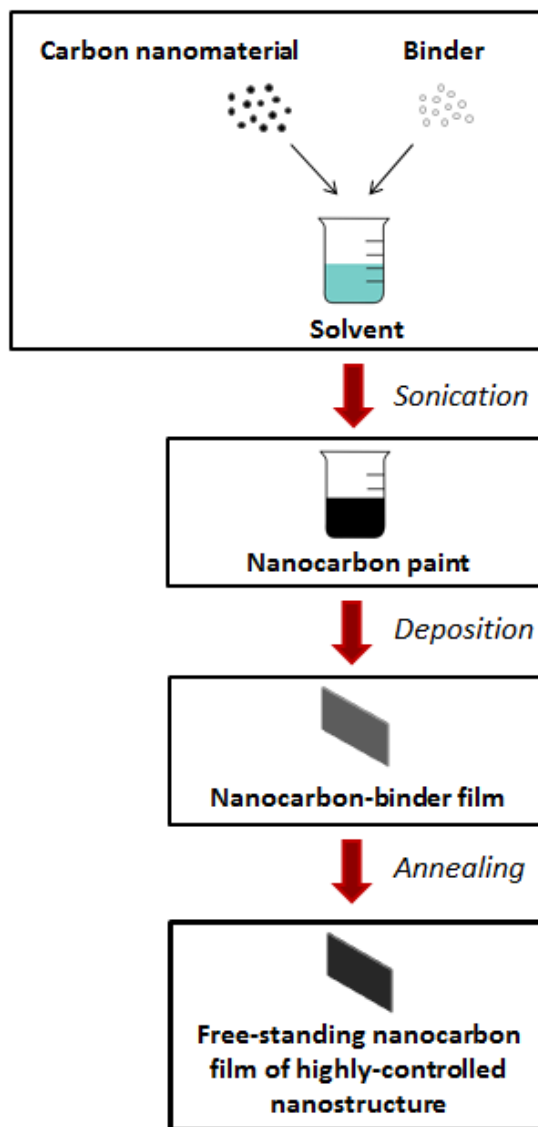 Carbon nanomaterial
Binder
Solvent
Sonication
Nanocarbon paint
Deposition
Nanocarbon-binder film
Annealing
Free-standing nanocarbon
film of highly-controlled
nanostructure